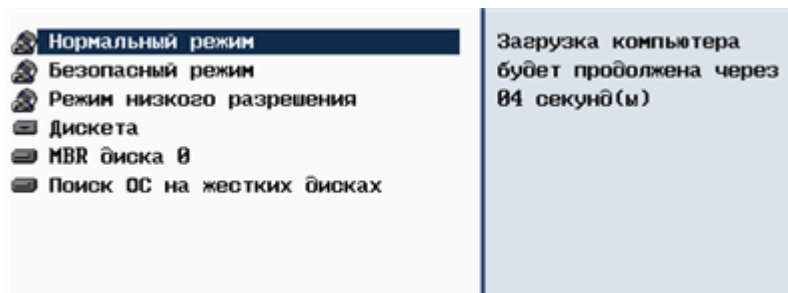 Нормальный режим
Безопасный режим
Режим низкого разрешения
Дискета
MBR диска 0
Поиск ОС на жестких дисках
Загрузка компьютера
будет продолжена через
04 секунд(ы)